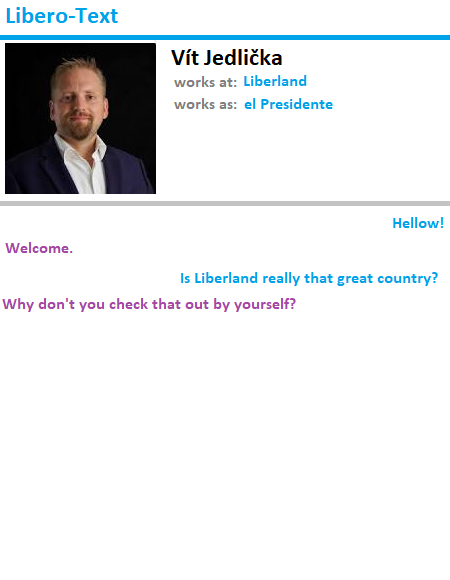 Libero-Text
Vít Jedlička
works at: Liberland
works as: el Presidente
Hellow!
Welcome.
Is Liberland really that great country?
Why don't you check that out by yourself?